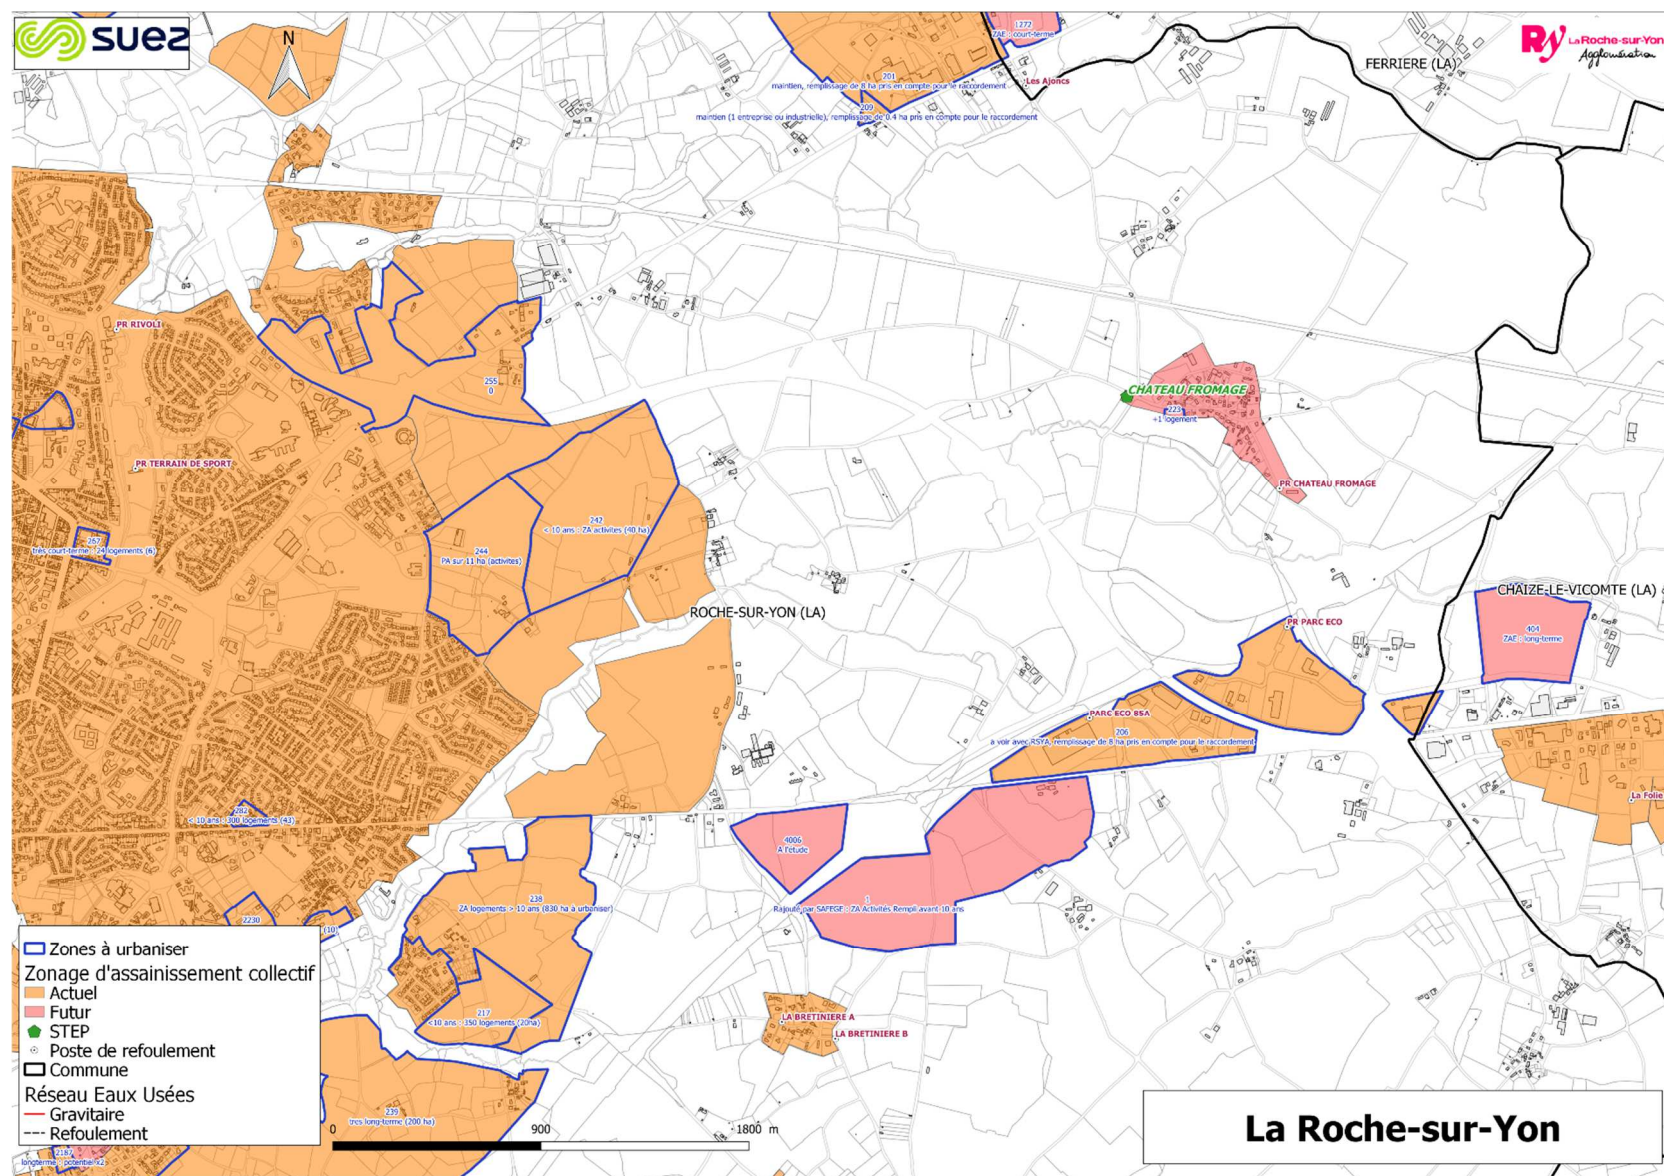 suez
N
Ry La Roche-sur-Yon
Agglomération
1272
ZAE : court-terme
FERRIERE (LA)
201
maintien, remplissage de 8 ha pris en compte pour le raccordement
Les Ajoncs
209
maintien (1 entreprise ou industrielle), remplissage de 0.4 ha pris en compte pour le raccordement
PR RIVOLI
255
0
CHATEAU FROMAGE
223
+1 logement
PR TERRAIN DE SPORT
PR CHATEAU FROMAGE
242
< 10 ans : ZA activites (40 ha)
267
très court-terme : 24 logements (6)
244
PA sur 11 ha (activites)
ROCHE-SUR-YON (LA)
CHAIZE-LE-VICOMTE (LA)
PR PARC ECO
404
ZAE : long-terme
PARC ECO 85A
206
a voir avec RSYA, remplissage de 8 ha pris en compte pour le raccordement
La Folie
282
< 10 ans : 300 logements (43)
4006
A l'étude
238
ZA logements > 10 ans (830 ha à urbaniser)
1
Rajouté par SAFEGE : ZA Activités Rempli avant 10 ans
2230
(10)
217
<10 ans : 350 logements (20ha)
LA BRETINIERE A
LA BRETINIERE B
239
tres long-terme (200 ha)
2187
longterme : potentiel x2
Zones à urbaniser
Zonage d'assainissement collectif
Actuel
Futur
STEP
Poste de refoulement
Commune
Réseau Eaux Usées
Gravitaire
Refoulement
0 900 1800 m
La Roche-sur-Yon